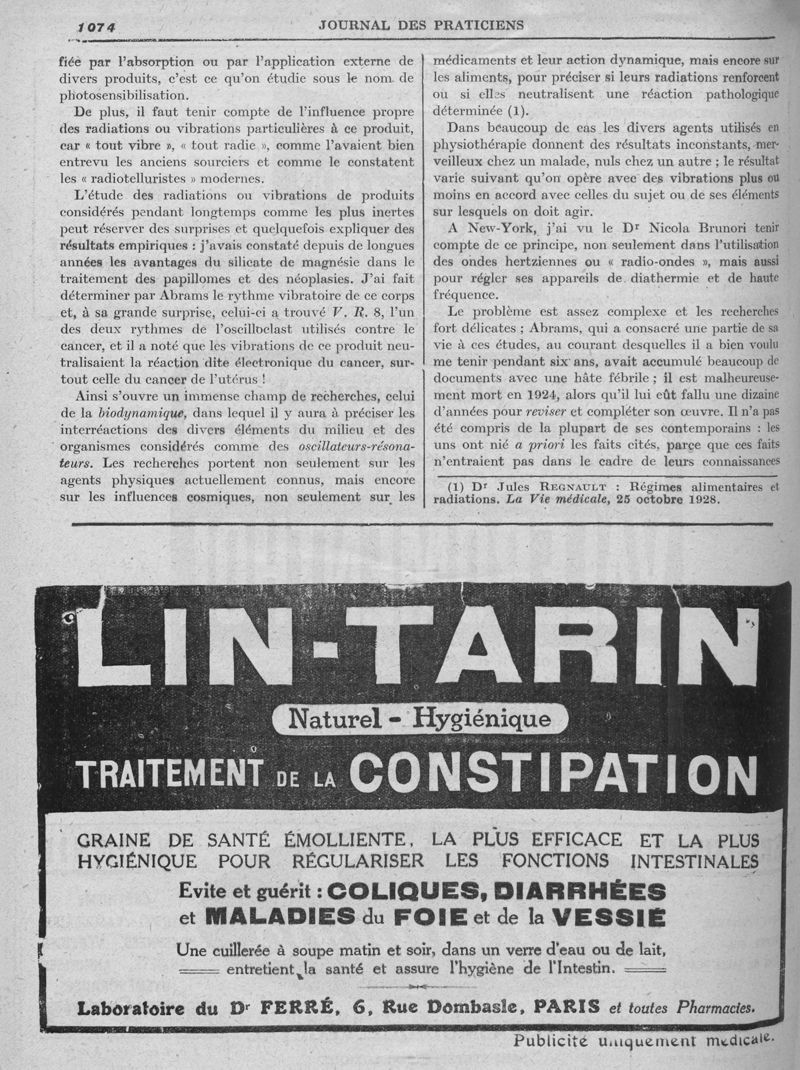 1074
JOURNAL DES PRATICIENS
fiée par l'absorption ou par l'application externe de
divers produits, c'est ce qu'on étudie sous le nom de
photosensibilisation.
De plus, il faut tenir compte de l'influence propre
des radiations ou vibrations particulières à ce produit,
car « tout vibre », « tout radie », comme l'avaient bien
entrevu les anciens sourciers et comme le constatent
les « radiotelluristes » modernes.
L'étude des radiations ou vibrations de produits
considérés pendant longtemps comme les plus inertes
peut réserver des surprises et quelquefois expliquer des
résultats empiriques : j'avais constaté depuis de longues
années les avantages du silicate de magnésie dans le
traitement des papillomes et des néoplasies. J'ai fait
déterminer par Abrams le rythme vibratoire de ce corps
et, à sa grande surprise, celui-ci a trouvé V. R. 8, l'un
des deux rythmes de l'oscilloclast utilisés contre le
cancer, et il a noté que les vibrations de ce produit neu-
tralisaient la réaction dite électronique du cancer, sur-
tout celle du cancer de l'utérus !
Ainsi s'ouvre un immense champ de recherches, celui
de la biodynamique, dans lequel il y aura à préciser les
interréactions des divers éléments du milieu et des
organismes considérés comme des oscillateurs-résona-
teurs. Les recherches portent non seulement sur les
agents physiques actuellement connus, mais encore
sur les influences cosmiques, non seulement sur les
médicaments et leur action dynamique, mais encore sur
les aliments, pour préciser si leurs radiations renforcent
ou si elles neutralisent une réaction pathologique
déterminée (1).
Dans beaucoup de cas les divers agents utilisés en
physiothérapie donnent des résultats inconstants, mer-
veilleux chez un malade, nuls chez un autre ; le résultat
varie suivant qu'on opère avec des vibrations plus ou
moins en accord avec celles du sujet ou de ses éléments
sur lesquels on doit agir.
A New-York, j'ai vu le Dr Nicola Brunori tenir
compte de ce principe, non seulement dans l'utilisation
des ondes hertziennes ou « radio-ondes », mais aussi
pour régler ses appareils de diathermie et de haute
fréquence.
Le problème est assez complexe et les recherches
fort délicates ; Abrams, qui a consacré une partie de sa
vie à ces études, au courant desquelles il a bien voulu
me tenir pendant six ans, avait accumulé beaucoup de
documents avec une hâte fébrile ; il est malheureuse-
ment mort en 1924, alors qu'il lui eût fallu une dizaine
d'années pour reviser et compléter son œuvre. Il n'a pas
été compris de la plupart de ses contemporains : les
uns ont nié a priori les faits cités, parce que ces faits
n'entraient pas dans le cadre de leurs connaissances
(1) Dr Jules REGNAULT : Régimes alimentaires et
radiations. La Vie médicale, 25 octobre 1928.
LIN-TARIN
Naturel - Hygiénique
TRAITEMENT DE LA CONSTIPATION
GRAINE DE SANTÉ ÉMOLLIENTE, LA PLUS EFFICACE ET LA PLUS
HYGIÉNIQUE POUR RÉGULARISER LES FONCTIONS INTESTINALES
Evite et guérit : COLIQUES, DIARRHÉES
et MALADIES du FOIE et de la VESSIE
Une cuillerée à soupe matin et soir, dans un verre d'eau ou de lait,
entretient la santé et assure l'hygiène de l'Intestin.
Laboratoire du Dr FERRÉ, 6, Rue Dombasle, PARIS et toutes Pharmacies.
Publicité uniquement médicale.